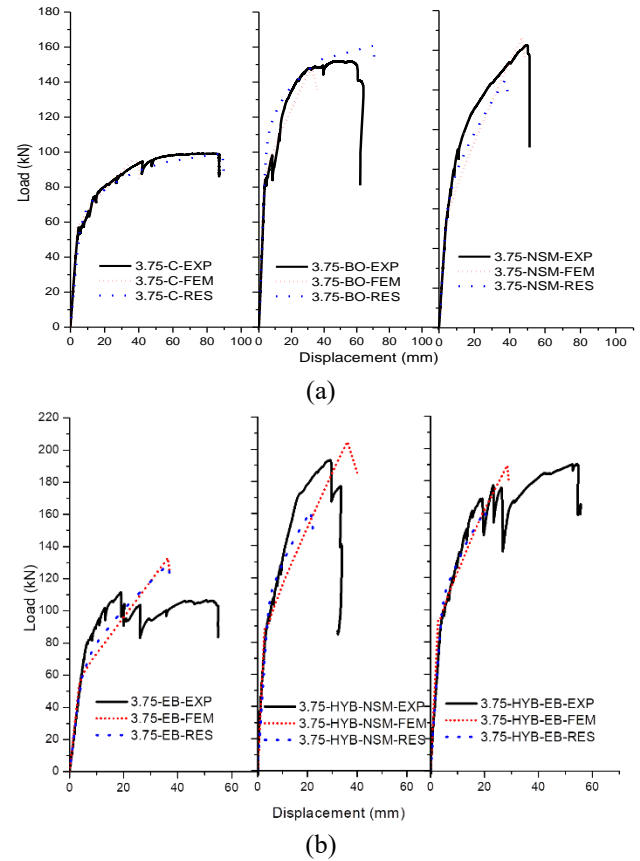 180
160
140
120
100
80
60
40
20
0
Load (kN)
3.75-C-EXP
3.75-C-FEM
3.75-C-RES
3.75-BO-EXP
3.75-BO-FEM
3.75-BO-RES
3.75-NSM-EXP
3.75-NSM-FEM
3.75-NSM-RES
0 20 40 60 80 100
0 20 40 60 80 100
0 20 40 60 80 100
Displacement (mm)
(a)
220
200
180
160
140
120
100
80
60
40
20
0
Load (kN)
3.75-EB-EXP
3.75-EB-FEM
3.75-EB-RES
3.75-HYB-NSM-EXP
3.75-HYB-NSM-FEM
3.75-HYB-NSM-RES
3.75-HYB-EB-EXP
3.75-HYB-EB-FEM
3.75-HYB-EB-RES
0 20 40 60
0 20 40 60
0 20 40 60
Displacement (mm)
(b)